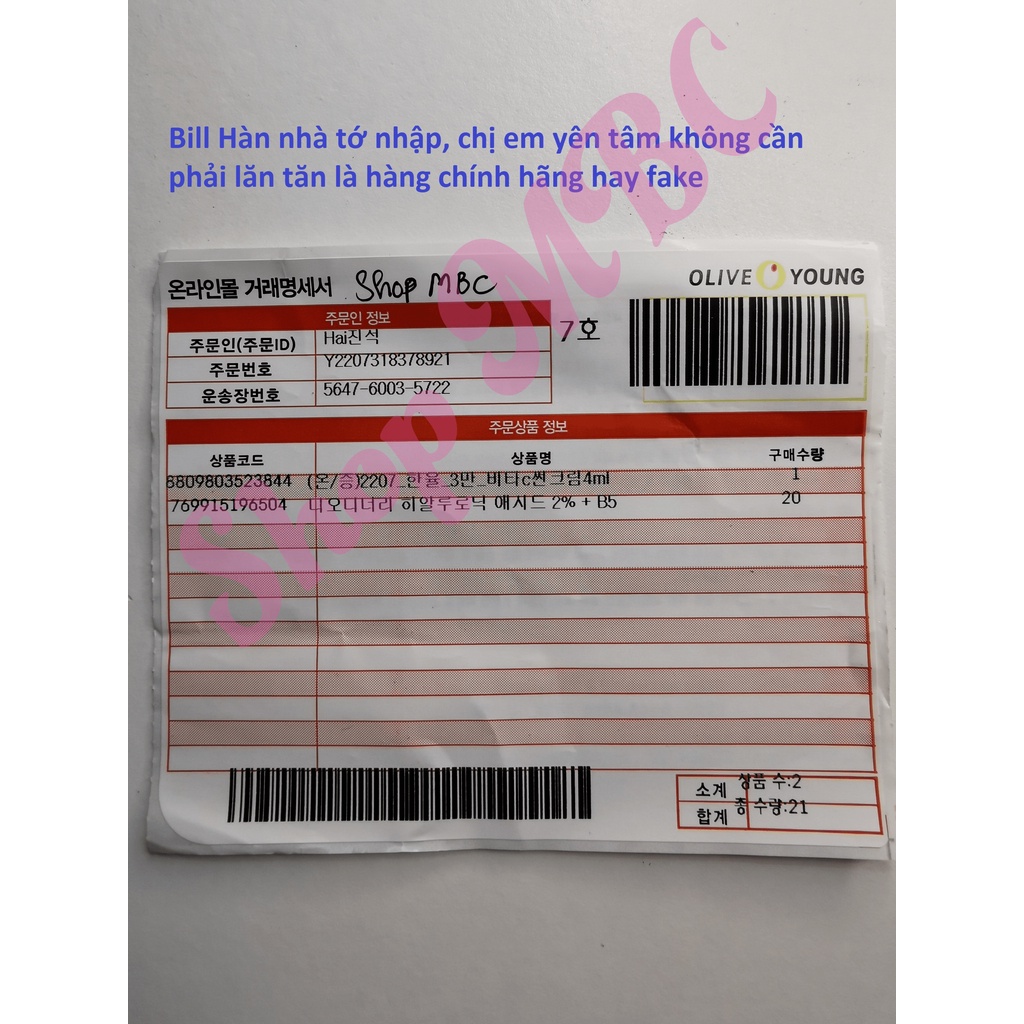 Bill Hàn nhà tớ nhập, chị em yên tâm không cần
phải lăn tăn là hàng chính hãng hay fake
Shop MBC
온라인몰 거래명세서 Shop MBC
OLIVE YOUNG
주문인 정보
주문인(주문ID) Hai진석
7호
주문번호 Y2207318378921
운송장번호 5647-6003-5722
주문상품 정보
상품코드 상품명 구매수량
8809803523844 (온/증)2207_한율_3만_비타c씬크림4ml 1
769915196504 디오디너리 히알루로닉 애시드 2% + B5 20
소계 상품 수:2
합계 총 수량:21